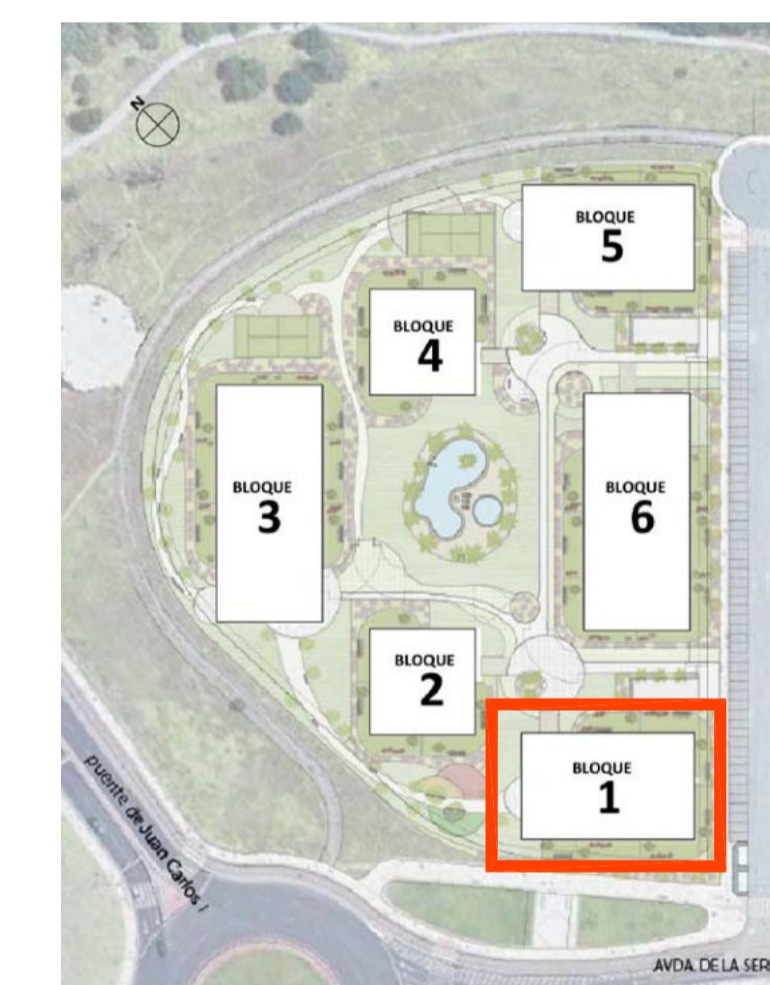 N
BLOQUE
5
BLOQUE
4
BLOQUE
3
BLOQUE
6
BLOQUE
2
BLOQUE
1
puente de Juan Carlos I
AVDA. DE LA SER